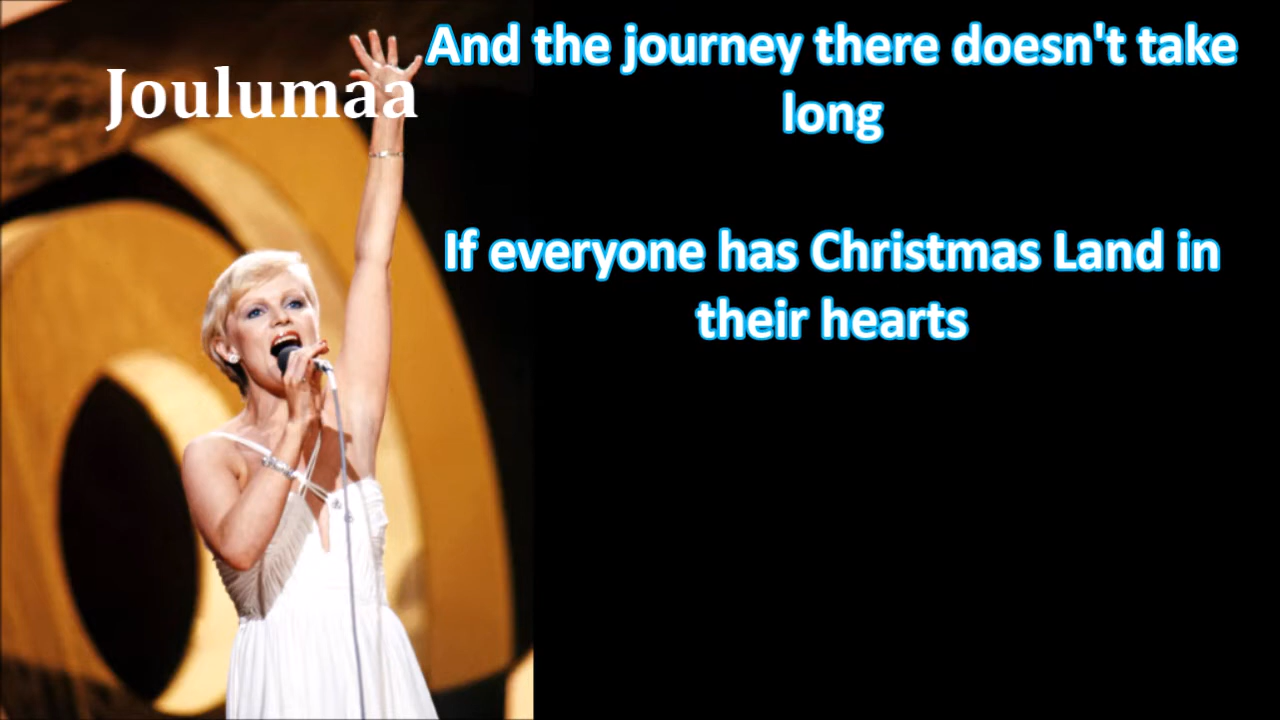 Joulumaa
And the journey there doesn't take
long
If everyone has Christmas Land in
their hearts